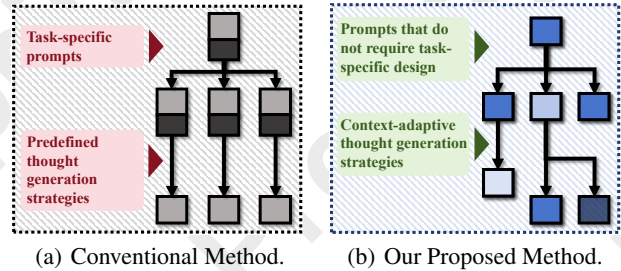 Task-specific
prompts
Predefined
thought
generation
strategies
(a) Conventional Method.
Prompts that do
not require task-
specific design
Context-adaptive
thought generation
strategies
(b) Our Proposed Method.